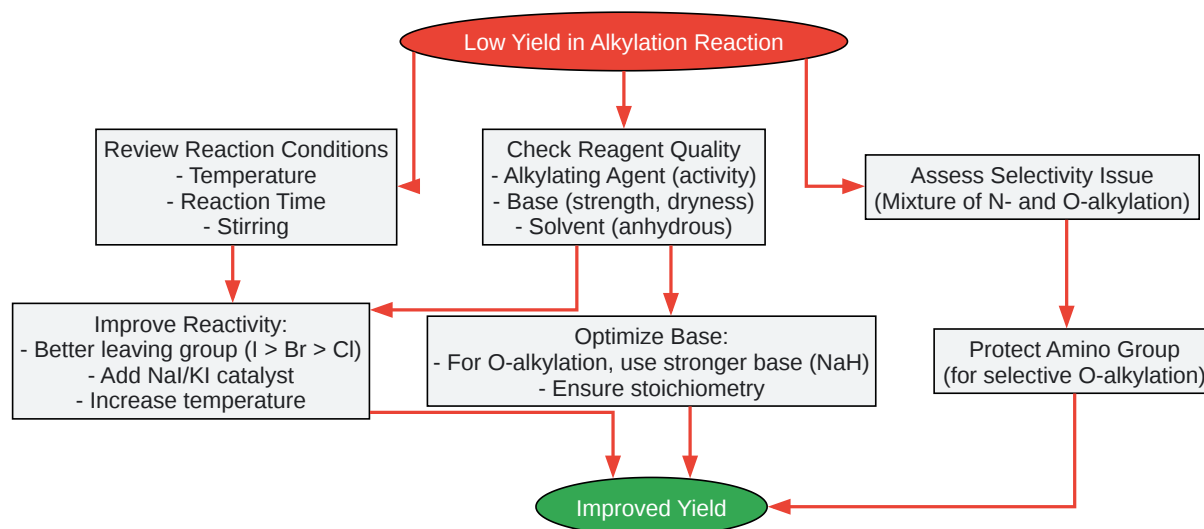 Low Yield in Alkylation Reaction
Review Reaction Conditions
- Temperature
- Reaction Time
- Stirring
Check Reagent Quality
- Alkylating Agent (activity)
- Base (strength, dryness)
- Solvent (anhydrous)
Assess Selectivity Issue
(Mixture of N- and O-alkylation)
Improve Reactivity:
- Better leaving group (I > Br > Cl)
- Add NaI/KI catalyst
- Increase temperature
Optimize Base:
- For O-alkylation, use stronger base (NaH)
- Ensure stoichiometry
Protect Amino Group
(for selective O-alkylation)
Improved Yield